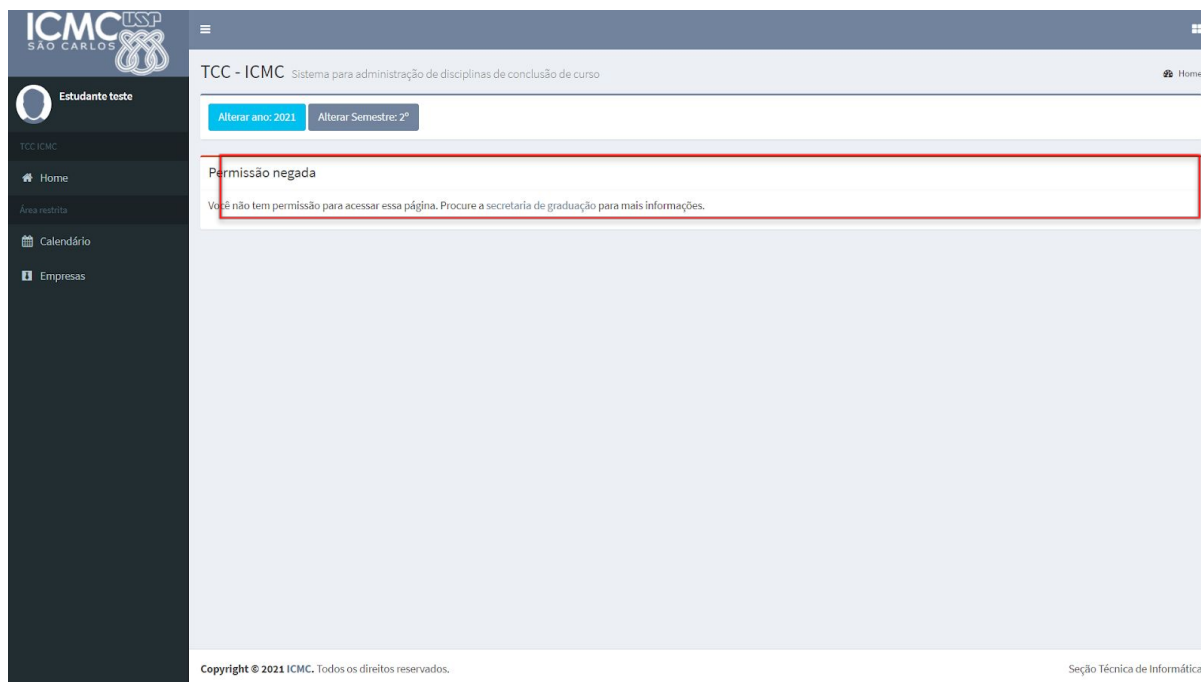 ICMC USP
SÃO CARLOS
TCC - ICMC Sistema para administração de disciplinas de conclusão de curso
Home
Estudante teste
Alterar ano: 2021 Alterar Semestre: 2º
TCC ICMC
Home
Permissão negada
Área restrita
Você não tem permissão para acessar essa página. Procure a secretaria de graduação para mais informações.
Calendário
Empresas
Copyright © 2021 ICMC. Todos os direitos reservados.
Seção Técnica de Informática